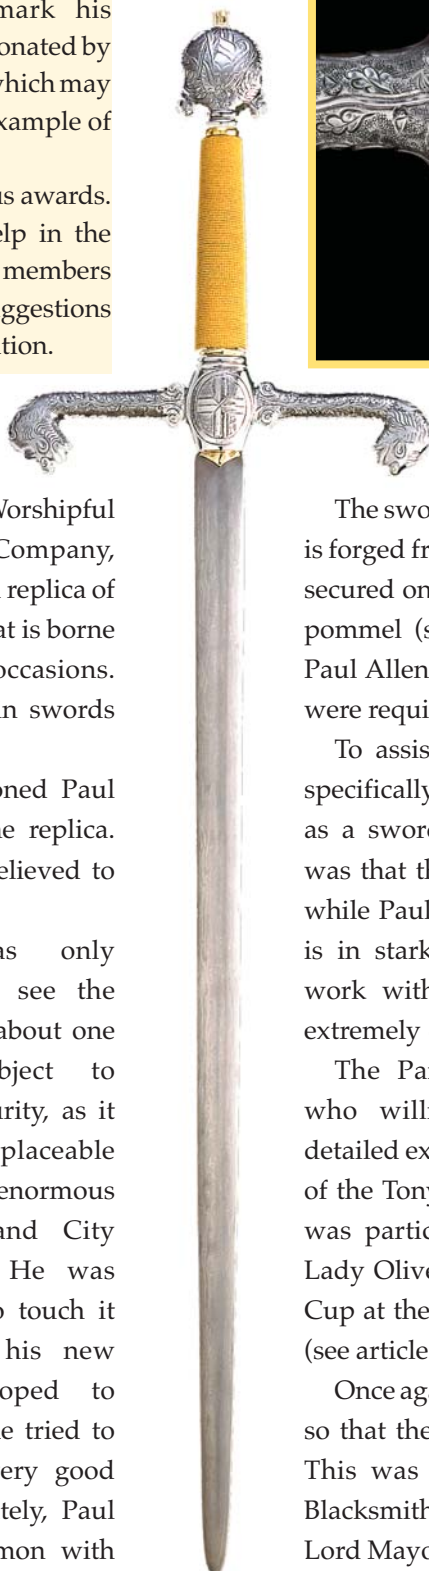 mark his
onated by
which may
xample of
s awards.
elp in the
members
ggestions
tion.
Worshipful
Company,
replica of
at is borne
occasions.
in swords
oned Paul
e replica.
elieved to
as only
see the
about one
bject to
urity, as it
placeable
enormous
and City
He was
o touch it
his new
oped to
e tried to
ery good
tely, Paul
mon with
The swo
is forged fr
secured on
pommel (s
Paul Allen
were requi
To assis
specifically
as a sword
was that th
while Paul
is in stark
work with
extremely
The Par
who willi
detailed ex
of the Tony
was partic
Lady Olive
Cup at the
(see article
Once aga
so that the
This was
Blacksmith
Lord Mayo